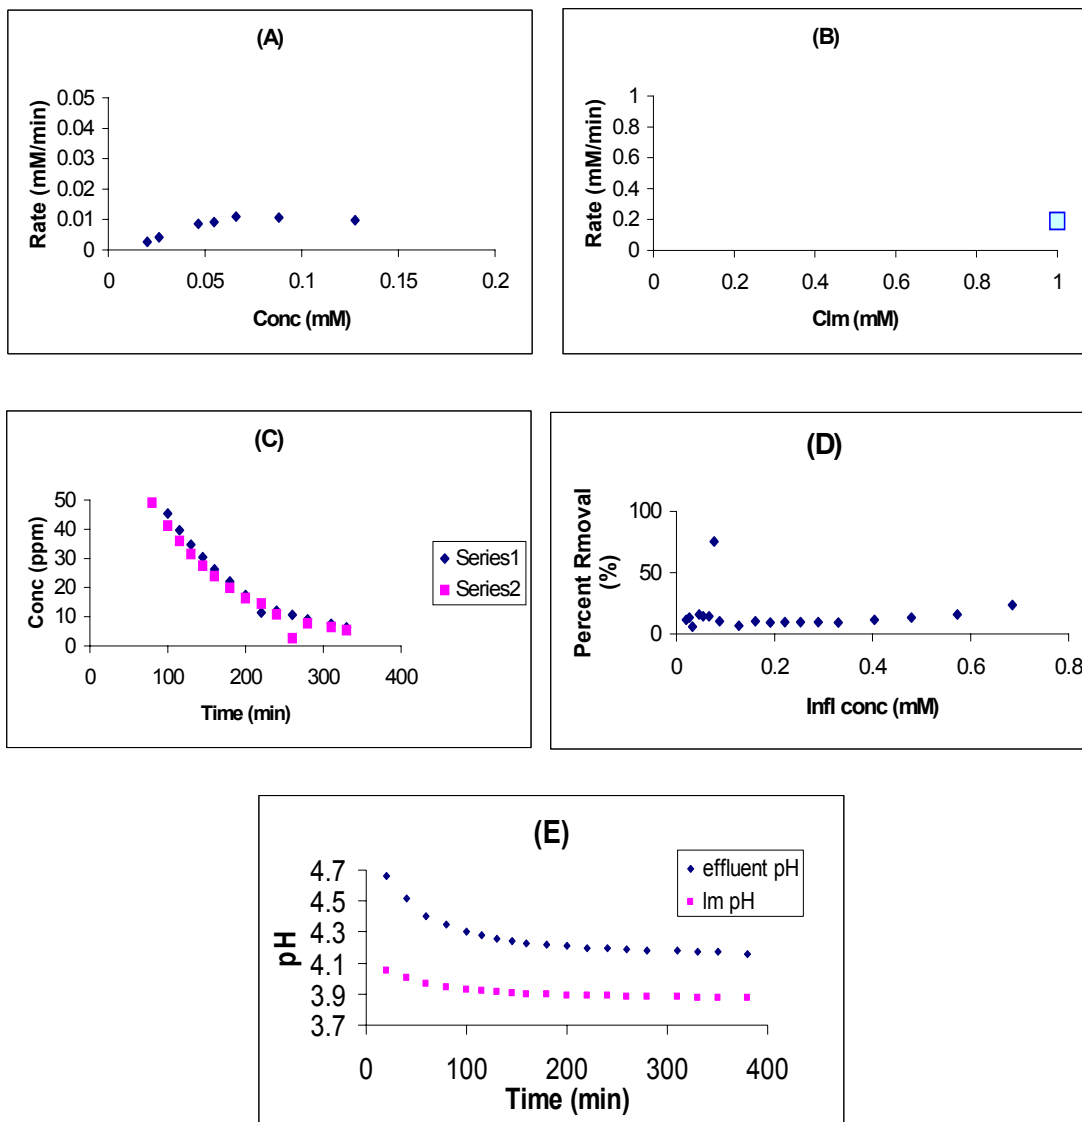 (A)
Rate (mM/min)
0.05
0.04
0.03
0.02
0.01
0
0 0.05 0.1 0.15 0.2
Conc (mM)
(B)
Rate (mM/min)
1
0.8
0.6
0.4
0.2
0
0 0.2 0.4 0.6 0.8 1
Clm (mM)
(C)
Conc (ppm)
50
40
30
20
10
0
0 100 200 300 400
Time (min)
Series1
Series2
(D)
Percent Rmoval
(%)
100
50
0
0 0.2 0.4 0.6 0.8
Infl conc (mM)
(E)
pH
4.7
4.5
4.3
4.1
3.9
3.7
0 100 200 300 400
Time (min)
effluent pH
lm pH